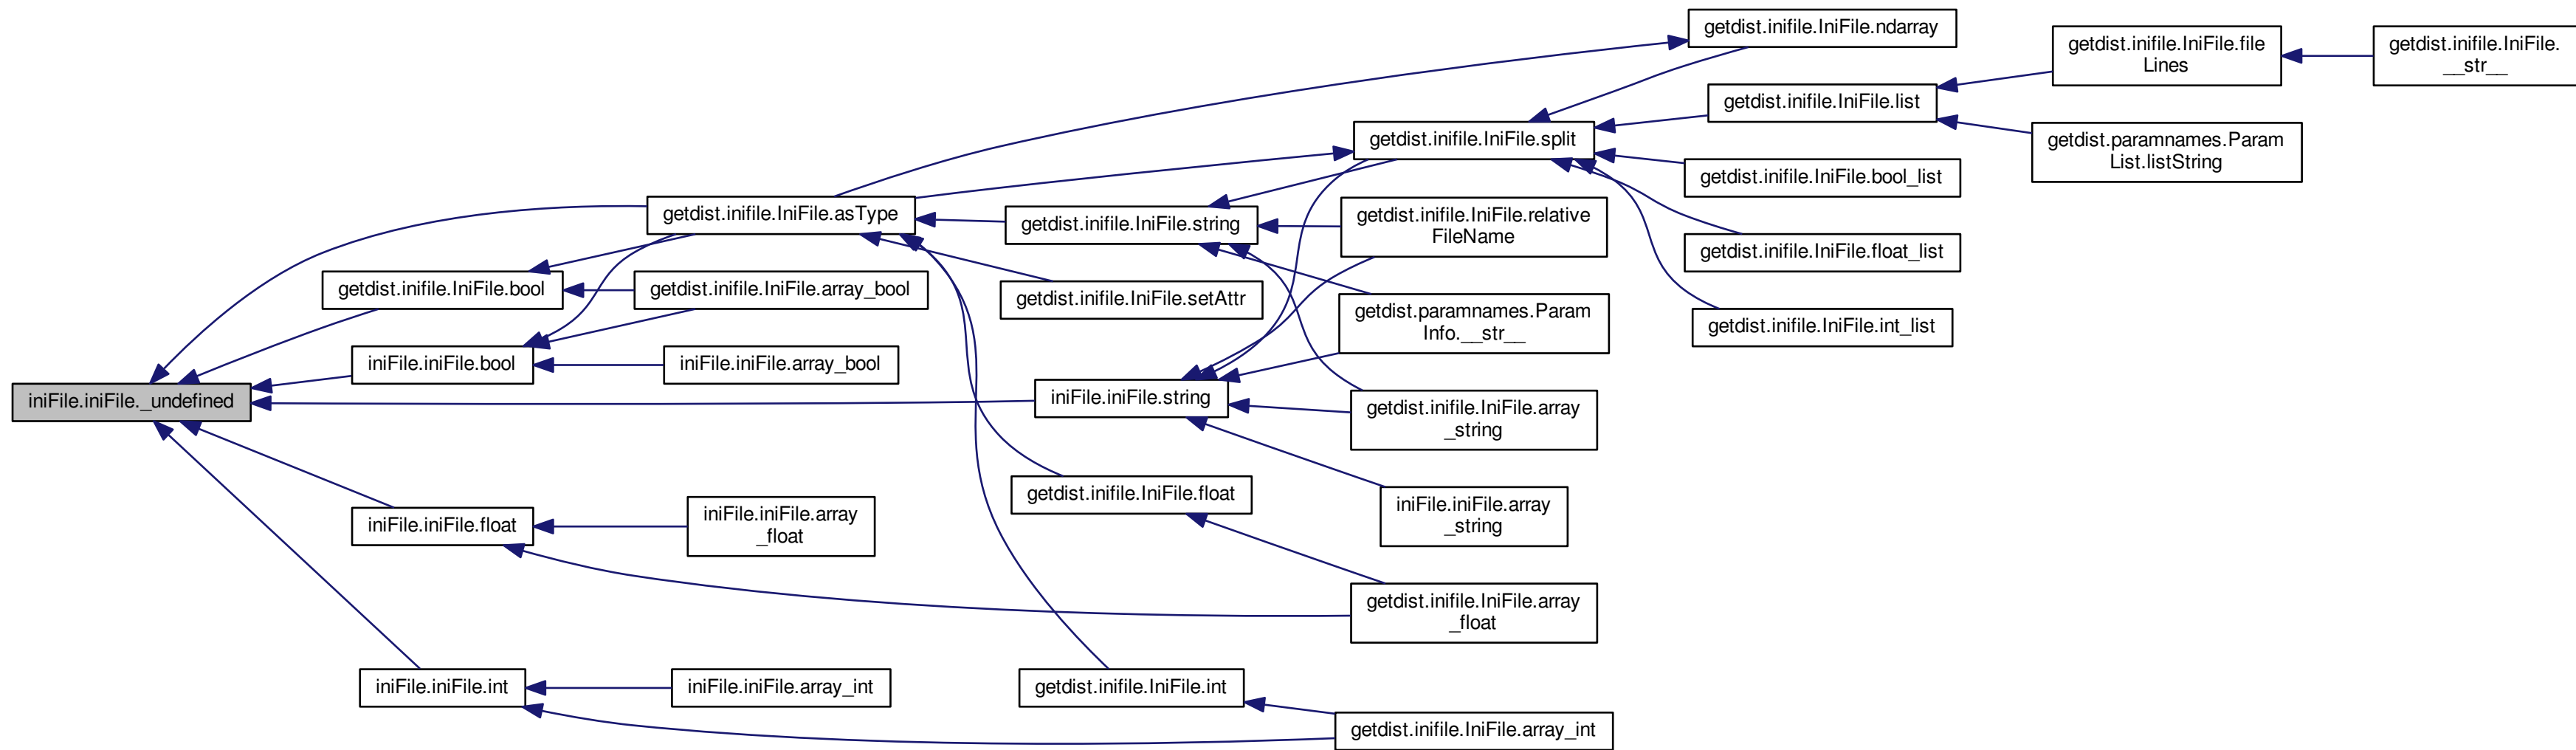 iniFile.iniFile._undefined
getdist.inifile.IniFile.asType
getdist.inifile.IniFile.bool
iniFile.iniFile.bool
iniFile.iniFile.float
iniFile.iniFile.int
getdist.inifile.IniFile.array_bool
iniFile.iniFile.array_bool
iniFile.iniFile.array
_float
iniFile.iniFile.array_int
getdist.inifile.IniFile.string
getdist.inifile.IniFile.setAttr
iniFile.iniFile.string
getdist.inifile.IniFile.float
getdist.inifile.IniFile.int
getdist.inifile.IniFile.split
getdist.inifile.IniFile.relative
FileName
getdist.paramnames.Param
Info.__str__
getdist.inifile.IniFile.array
_string
iniFile.iniFile.array
_string
getdist.inifile.IniFile.array
_float
getdist.inifile.IniFile.array_int
getdist.inifile.IniFile.ndarray
getdist.inifile.IniFile.list
getdist.inifile.IniFile.bool_list
getdist.inifile.IniFile.float_list
getdist.inifile.IniFile.int_list
getdist.inifile.IniFile.file
Lines
getdist.paramnames.Param
List.listString
getdist.inifile.IniFile.
__str__